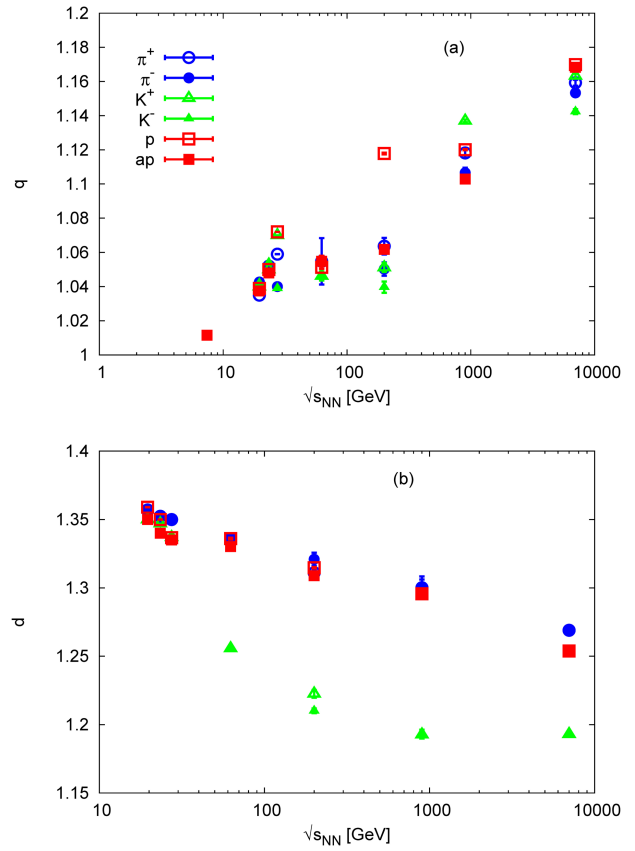 1.2
1.18
1.16
1.14
1.12
1.1
1.08
1.06
1.04
1.02
1
q
(a)
π+
π-
K+
K-
p
ap
1 10 100 1000 10000
√sNN [GeV]
1.4
1.35
1.3
1.25
1.2
1.15
d
(b)
10 100 1000 10000
√sNN [GeV]